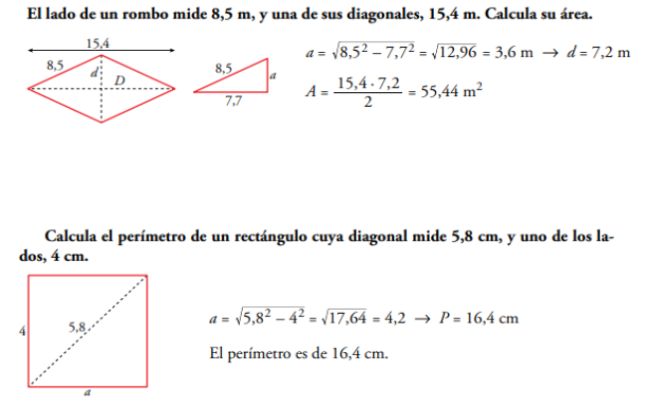 El lado de un rombo mide 8,5 m, y una de sus diagonales, 15,4 m. Calcula su área.
15,4
8,5
d
D
8,5
a
7,7
a = √8,5² – 7,7² = √12,96 = 3,6 m → d = 7,2 m
A = 15,4 · 7,2 / 2 = 55,44 m²
Calcula el perímetro de un rectángulo cuya diagonal mide 5,8 cm, y uno de los la-
dos, 4 cm.
4
5,8
a
a = √5,8² – 4² = √17,64 = 4,2 → P = 16,4 cm
El perímetro es de 16,4 cm.